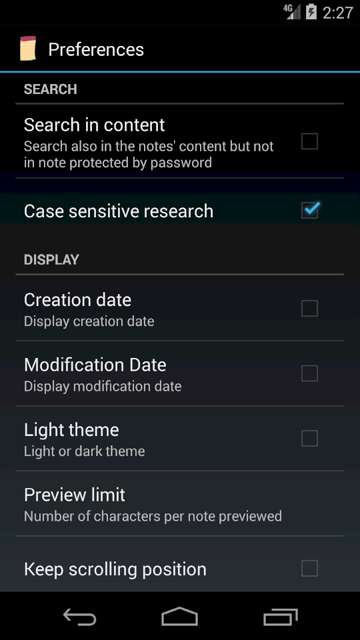 4G 2:27
Preferences
SEARCH
Search in content
Search also in the notes' content but not
in note protected by password
Case sensitive research
DISPLAY
Creation date
Display creation date
Modification Date
Display modification date
Light theme
Light or dark theme
Preview limit
Number of characters per note previewed
Keep scrolling position